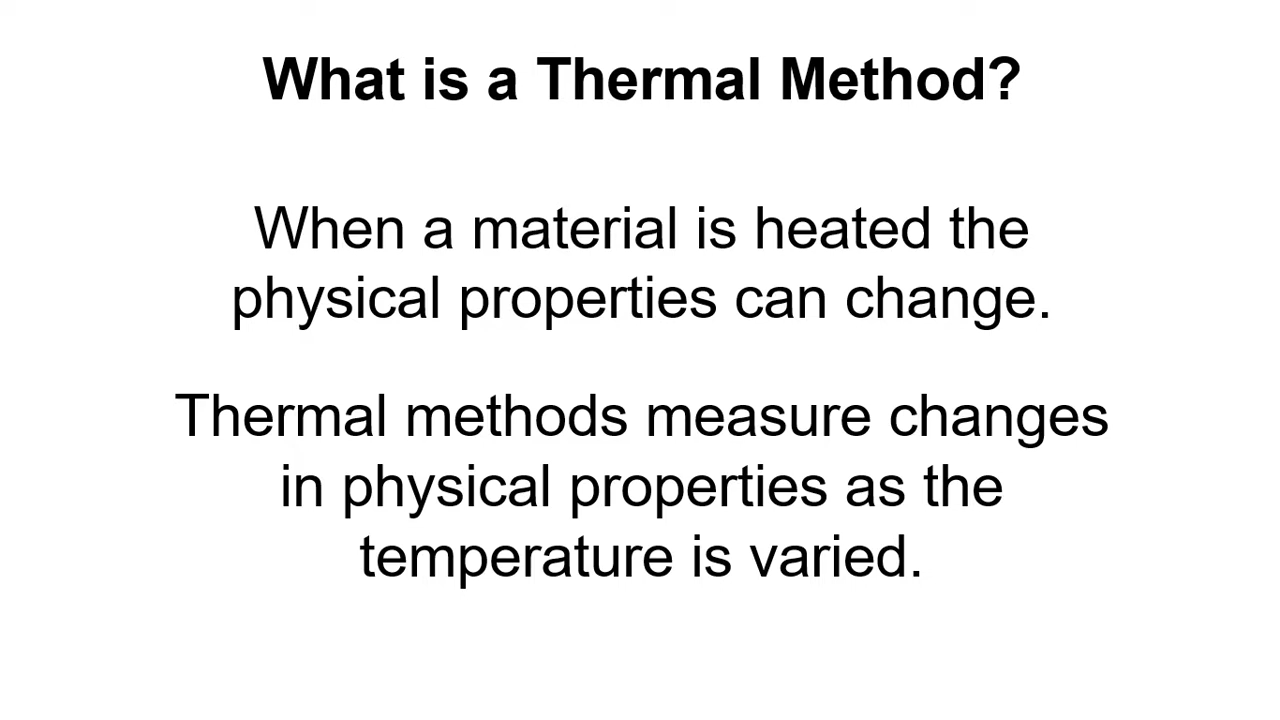 What is a Thermal Method?
When a material is heated the
physical properties can change.
Thermal methods measure changes
in physical properties as the
temperature is varied.